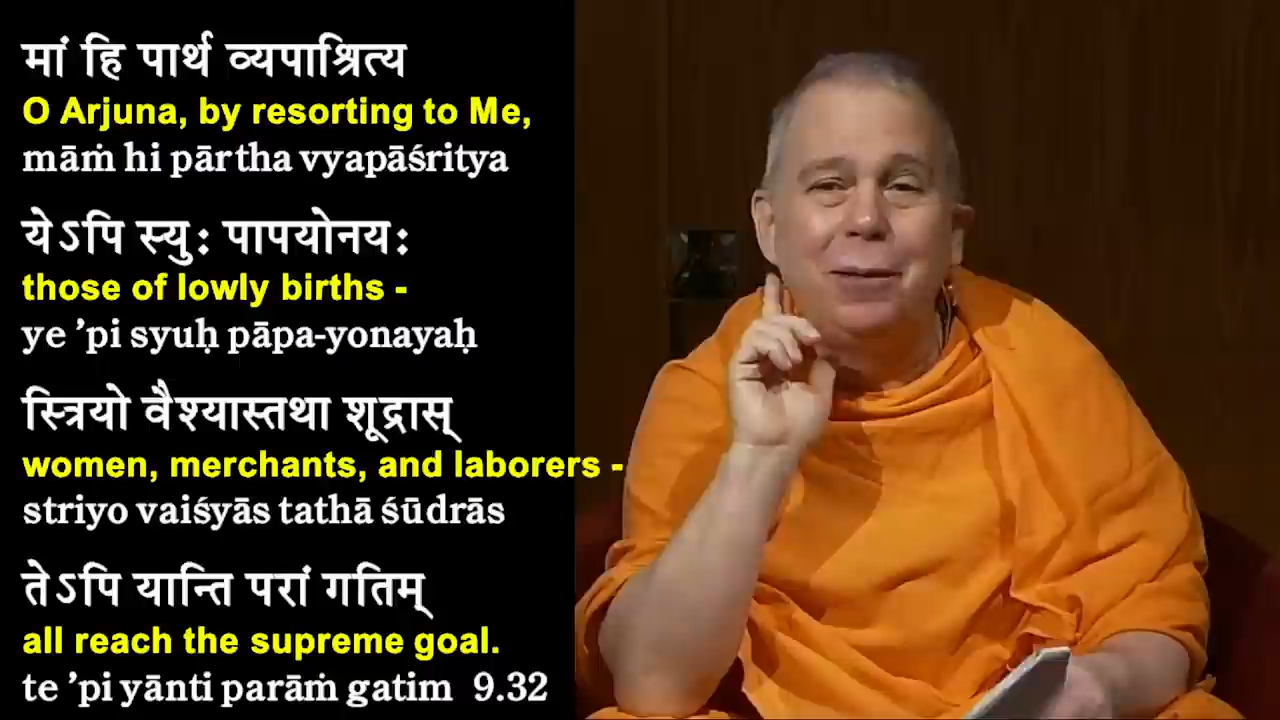 मां हि पार्थ व्यपाश्रित्य
O Arjuna, by resorting to Me,
māṁ hi pārtha vyapāśritya
येऽपि स्युः पापयोनयः
those of lowly births -
ye ’pi syuḥ pāpa-yonayaḥ
स्त्रियो वैश्यास्तथा शूद्रास्
women, merchants, and laborers -
striyo vaiśyās tathā śūdrās
तेऽपि यान्ति परां गतिम्
all reach the supreme goal.
te ’pi yānti parāṁ gatim 9.32